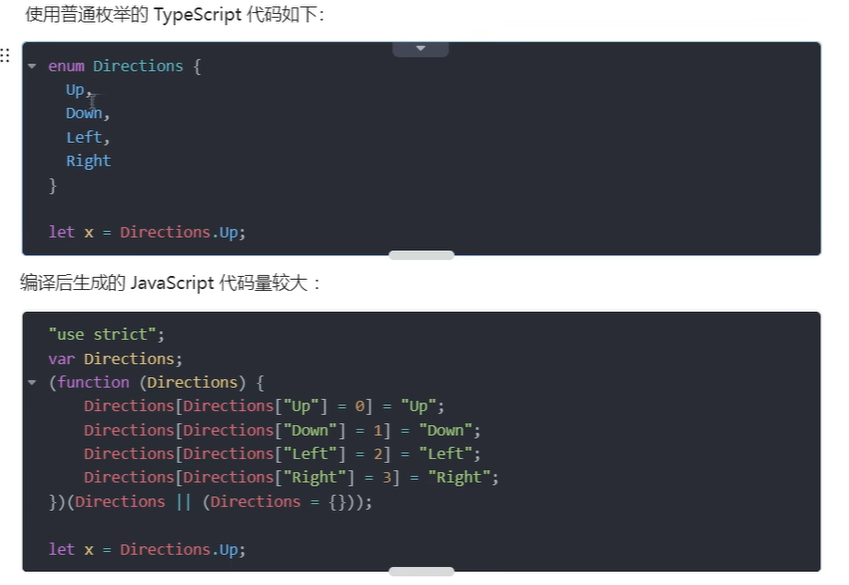 使用普通枚举的 TypeScript 代码如下：
enum Directions {
  Up,
  Down,
  Left,
  Right
}
let x = Directions.Up;
编译后生成的 JavaScript 代码量较大 ：
"use strict";
var Directions;
(function (Directions) {
    Directions[Directions["Up"] = 0] = "Up";
    Directions[Directions["Down"] = 1] = "Down";
    Directions[Directions["Left"] = 2] = "Left";
    Directions[Directions["Right"] = 3] = "Right";
})(Directions || (Directions = {}));
let x = Directions.Up;